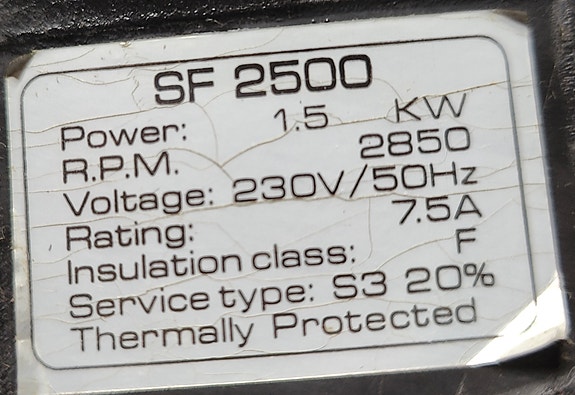 SF 2500
Power: 1.5 KW
R.P.M. 2850
Voltage: 230V/50Hz
Rating: 7.5A
Insulation class: F
Service type: S3 20%
Thermally Protected